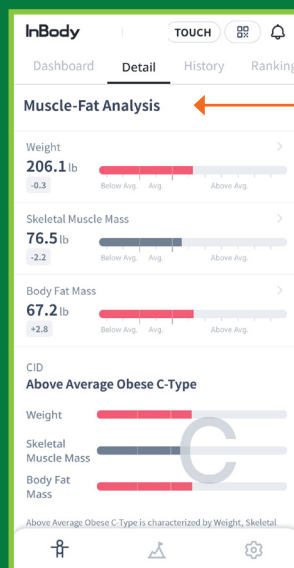 InBody
TOUCH
Dashboard Detail History Ranking
Muscle-Fat Analysis
Weight
206.1 lb
-0.3
Below Avg. Avg. Above Avg.
Skeletal Muscle Mass
76.5 lb
-2.2
Below Avg. Avg. Above Avg.
Body Fat Mass
67.2 lb
+2.8
Below Avg. Avg. Above Avg.
CID
Above Average Obese C-Type
Weight
Skeletal
Muscle Mass
Body Fat
Mass
C
Above Average Obese C-Type is characterized by Weight, Skeletal